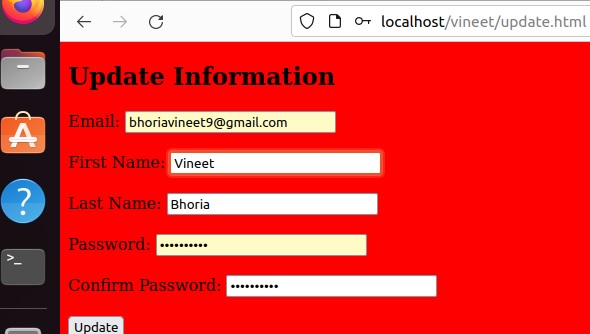 localhost/vineet/update.html
Update Information
Email: bhoriavineet9@gmail.com
First Name: Vineet
Last Name: Bhoria
Password: ••••••••••
Confirm Password: ••••••••••
Update